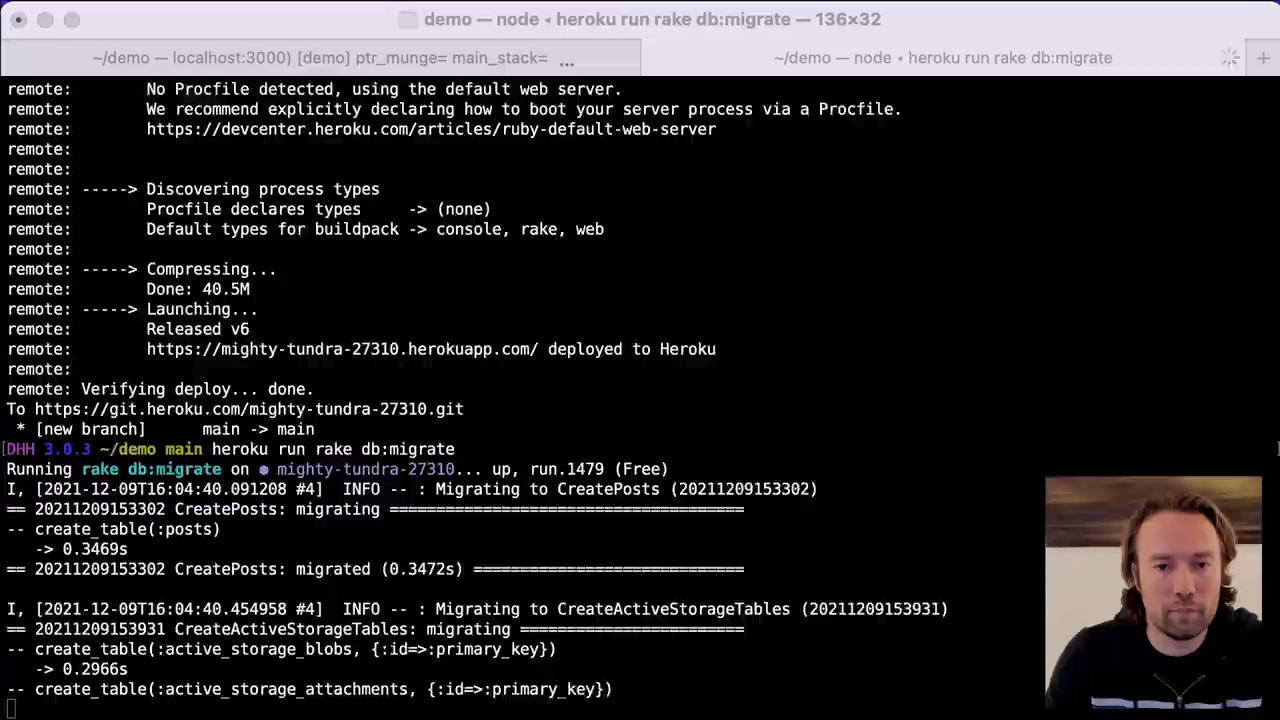 demo — node ◂ heroku run rake db:migrate — 136×32
~/demo — localhost:3000) [demo] ptr_munge= main_stack= ...
~/demo — node ◂ heroku run rake db:migrate
+
remote:        No Procfile detected, using the default web server.
remote:        We recommend explicitly declaring how to boot your server process via a Procfile.
remote:        https://devcenter.heroku.com/articles/ruby-default-web-server
remote:
remote:
remote: -----> Discovering process types
remote:        Procfile declares types     -> (none)
remote:        Default types for buildpack -> console, rake, web
remote:
remote: -----> Compressing...
remote:        Done: 40.5M
remote: -----> Launching...
remote:        Released v6
remote:        https://mighty-tundra-27310.herokuapp.com/ deployed to Heroku
remote:
remote: Verifying deploy... done.
To https://git.heroku.com/mighty-tundra-27310.git
 * [new branch]      main -> main
[DHH 3.0.3 ~/demo main heroku run rake db:migrate
Running rake db:migrate on ⬢ mighty-tundra-27310... up, run.1479 (Free)
I, [2021-12-09T16:04:40.091208 #4]  INFO -- : Migrating to CreatePosts (20211209153302)
== 20211209153302 CreatePosts: migrating ======================================
-- create_table(:posts)
   -> 0.3469s
== 20211209153302 CreatePosts: migrated (0.3472s) =============================

I, [2021-12-09T16:04:40.454958 #4]  INFO -- : Migrating to CreateActiveStorageTables (20211209153931)
== 20211209153931 CreateActiveStorageTables: migrating ========================
-- create_table(:active_storage_blobs, {:id=>:primary_key})
   -> 0.2966s
-- create_table(:active_storage_attachments, {:id=>:primary_key})